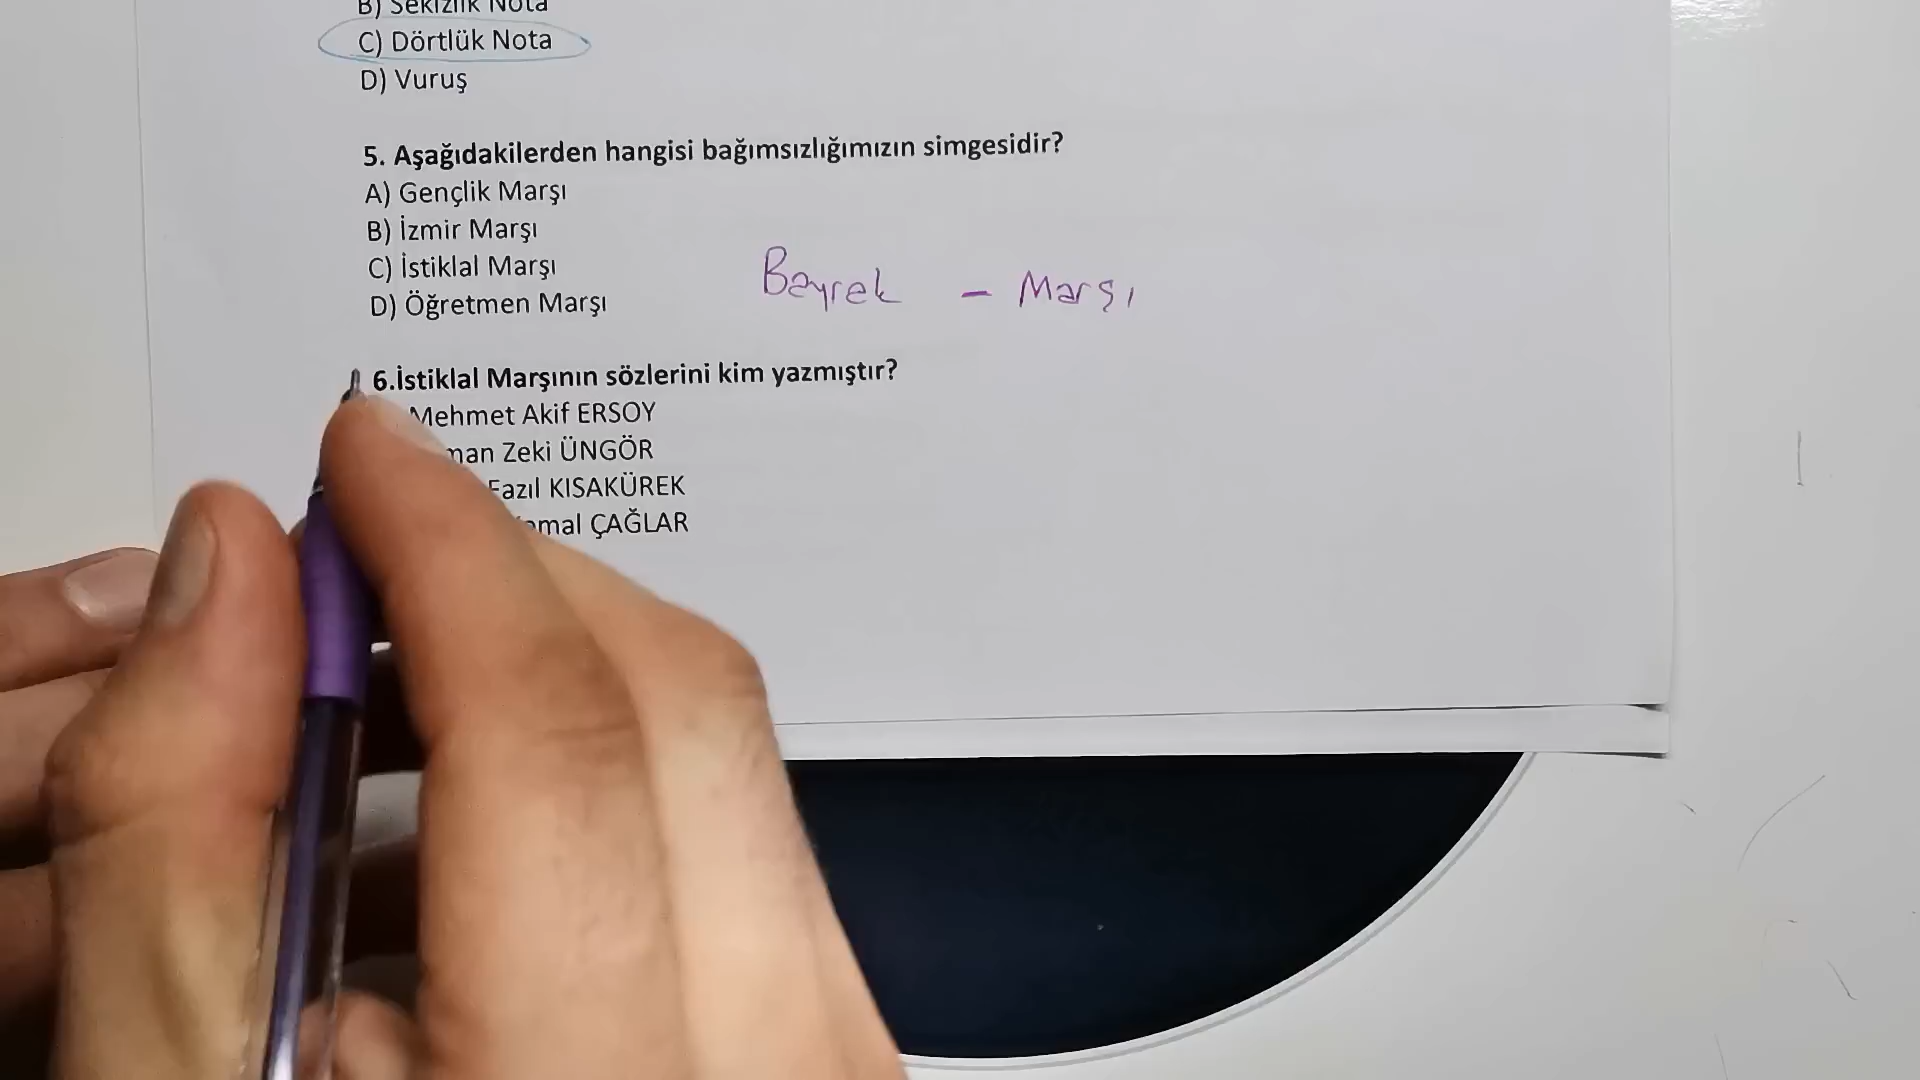 B) Sekizlik Nota
C) Dörtlük Nota
D) Vuruş
5. Aşağıdakilerden hangisi bağımsızlığımızın simgesidir?
A) Gençlik Marşı
B) İzmir Marşı
C) İstiklal Marşı
D) Öğretmen Marşı
Bayrak - Marşı
6.İstiklal Marşının sözlerini kim yazmıştır?
Mehmet Akif ERSOY
Zeki ÜNGÖR
Fazıl KISAKÜREK
ÇAĞLAR